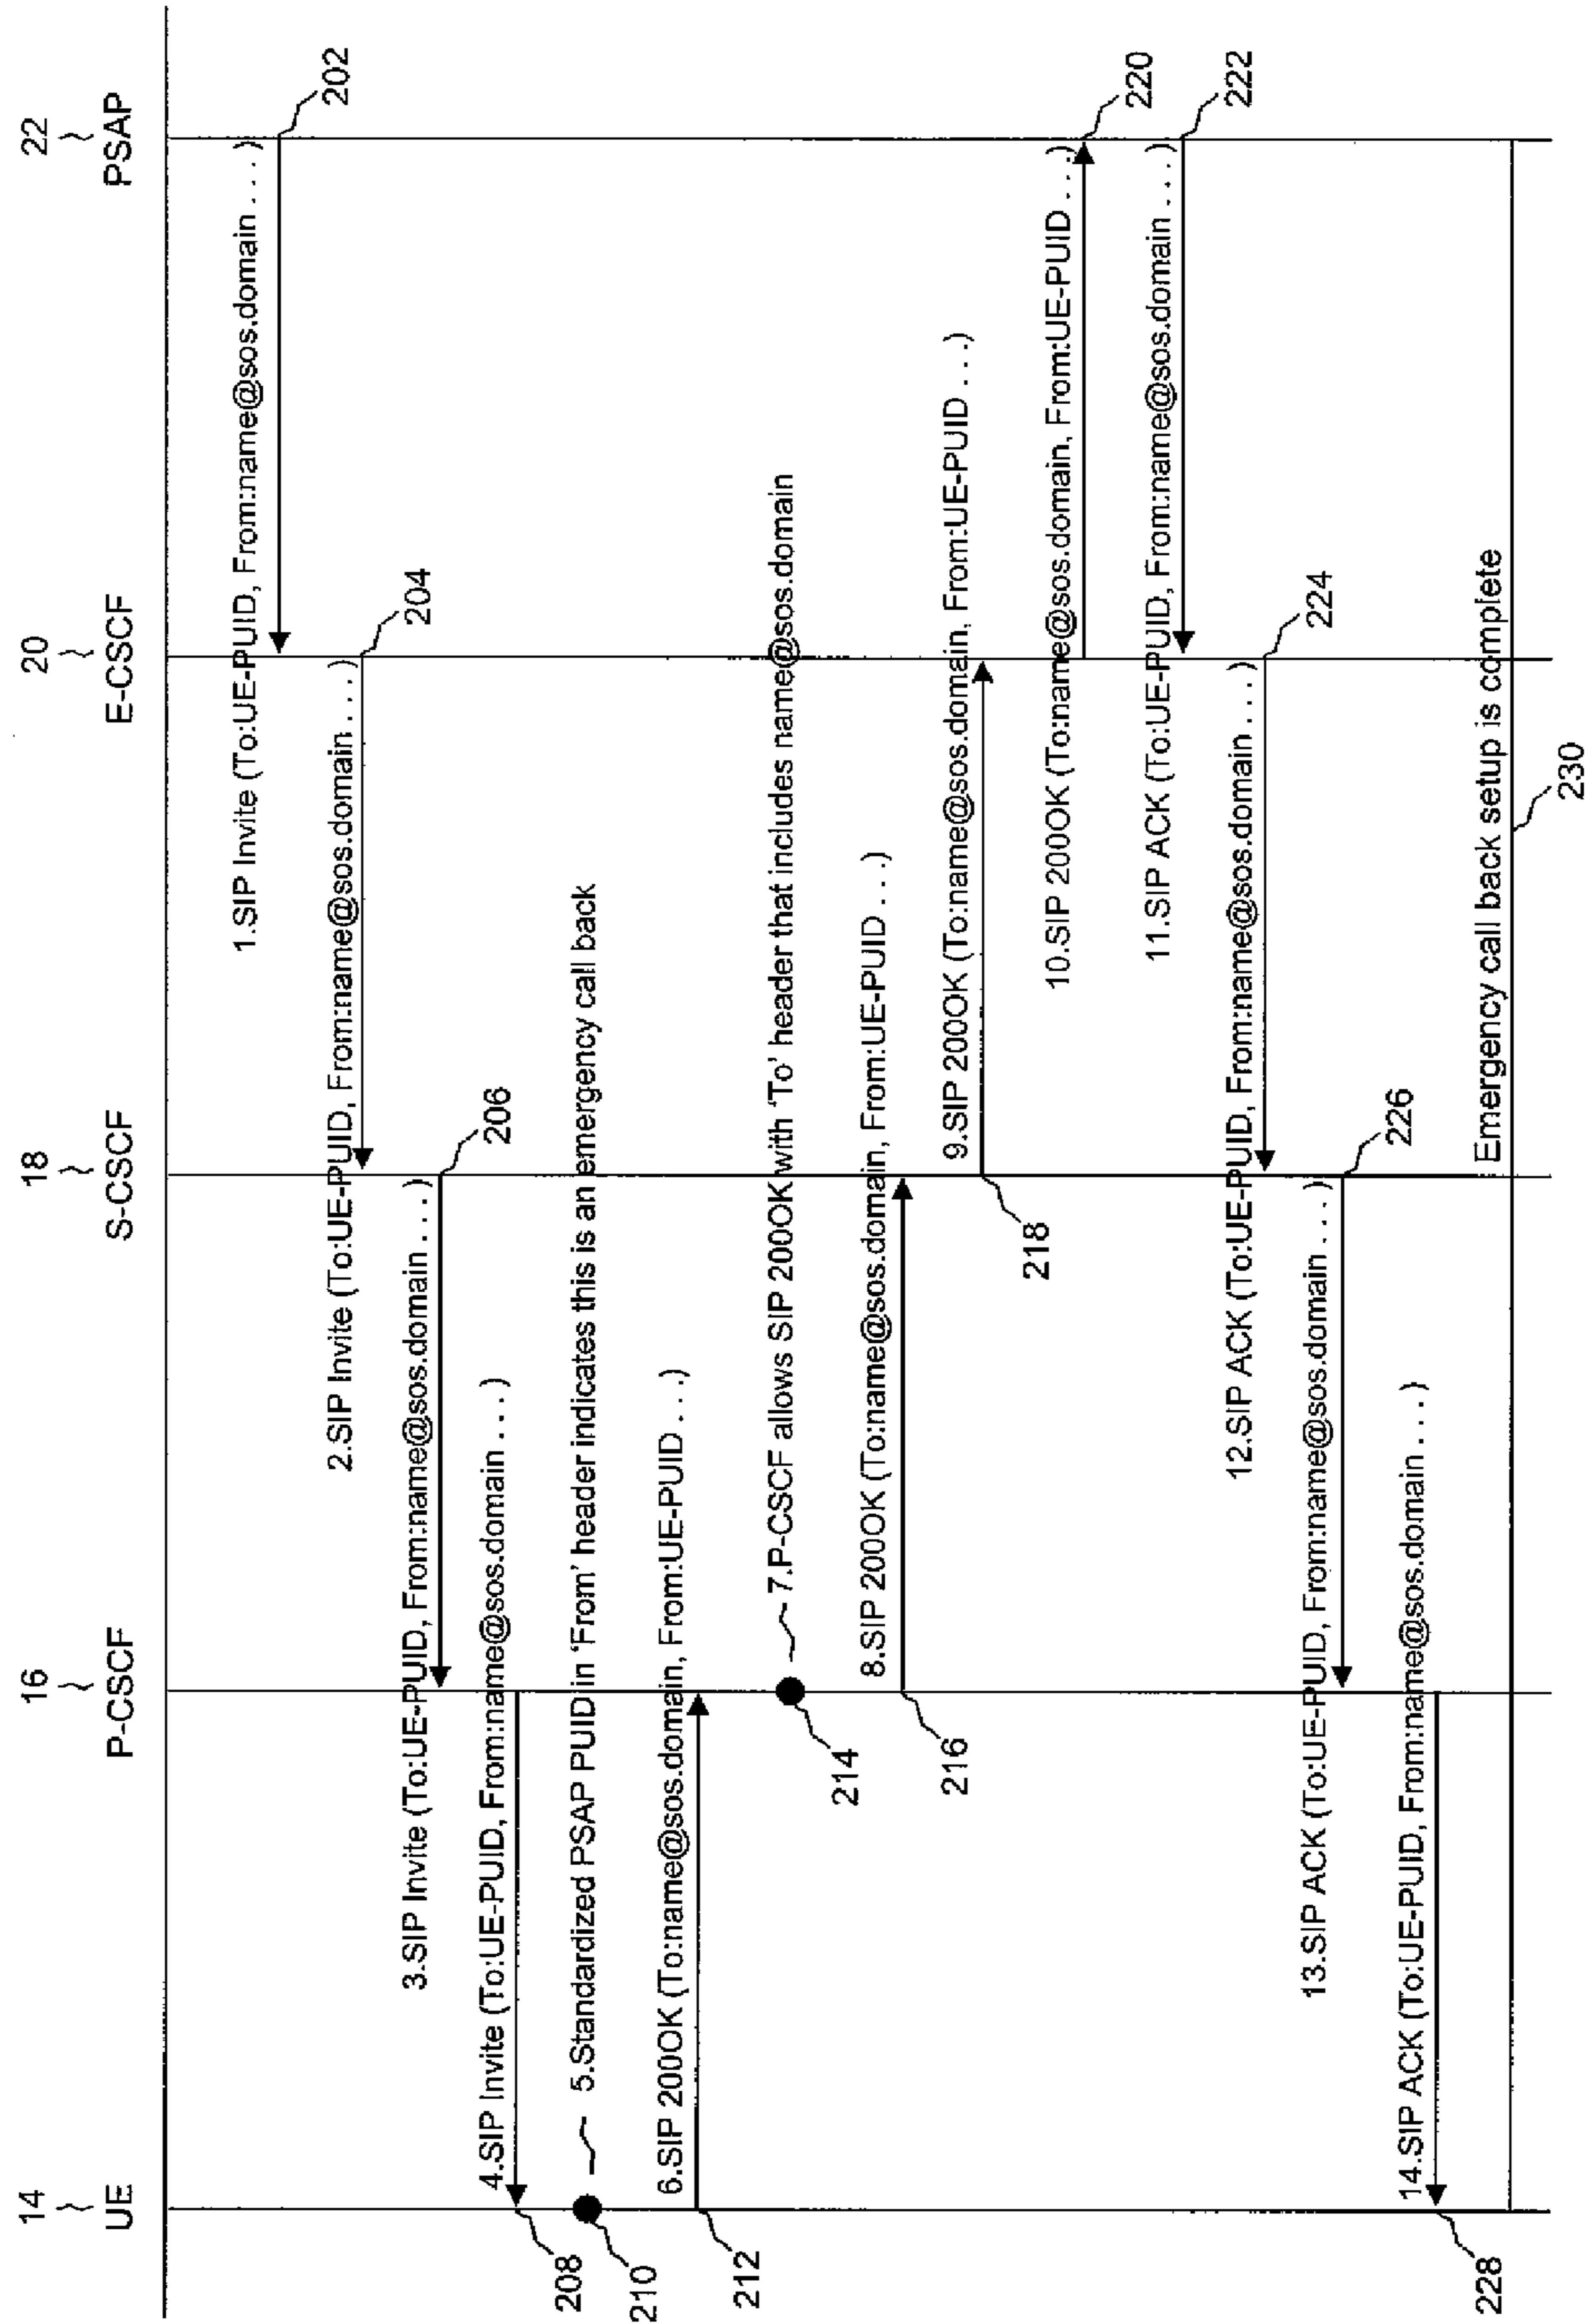 14
UE
16
P-CSCF
18
S-CSCF
20
E-CSCF
22
PSAP
1.SIP Invite (To:UE-PUID, From:name@sos.domain . . . )
202
2.SIP Invite (To:UE-PUID, From:name@sos.domain . . . )
204
3.SIP Invite (To:UE-PUID, From:name@sos.domain . . . )
206
4.SIP Invite (To:UE-PUID, From:name@sos.domain . . . )
208
5.Standardized PSAP PUID in ‘From’ header indicates this is an emergency call back
210
6.SIP 200OK (To:name@sos.domain, From:UE-PUID . . .)
212
7.P-CSCF allows SIP 200OK with ‘To’ header that includes name@sos.domain
214
8.SIP 200OK (To:name@sos.domain, From:UE-PUID . . .)
216
9.SIP 200OK (To:name@sos.domain, From:UE-PUID . . .)
218
10.SIP 200OK (To:name@sos.domain, From:UE-PUID . . .)
220
11.SIP ACK (To:UE-PUID, From:name@sos.domain . . . )
222
12.SIP ACK (To:UE-PUID, From:name@sos.domain . . . )
224
13.SIP ACK (To:UE-PUID, From:name@sos.domain . . . )
226
14.SIP ACK (To:UE-PUID, From:name@sos.domain . . . )
228
Emergency call back setup is complete
230